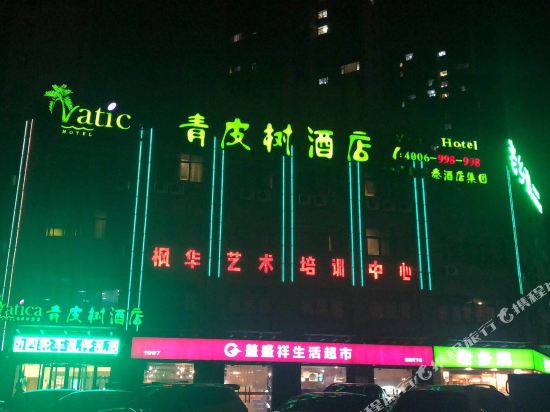 Vatic
HOTEL
青皮树酒店
Hotel
:4006-998-998
泰酒店集团
枫华艺术培训中心
Vatica
青皮树酒店
1907
盛祥生活超市
携程旅行